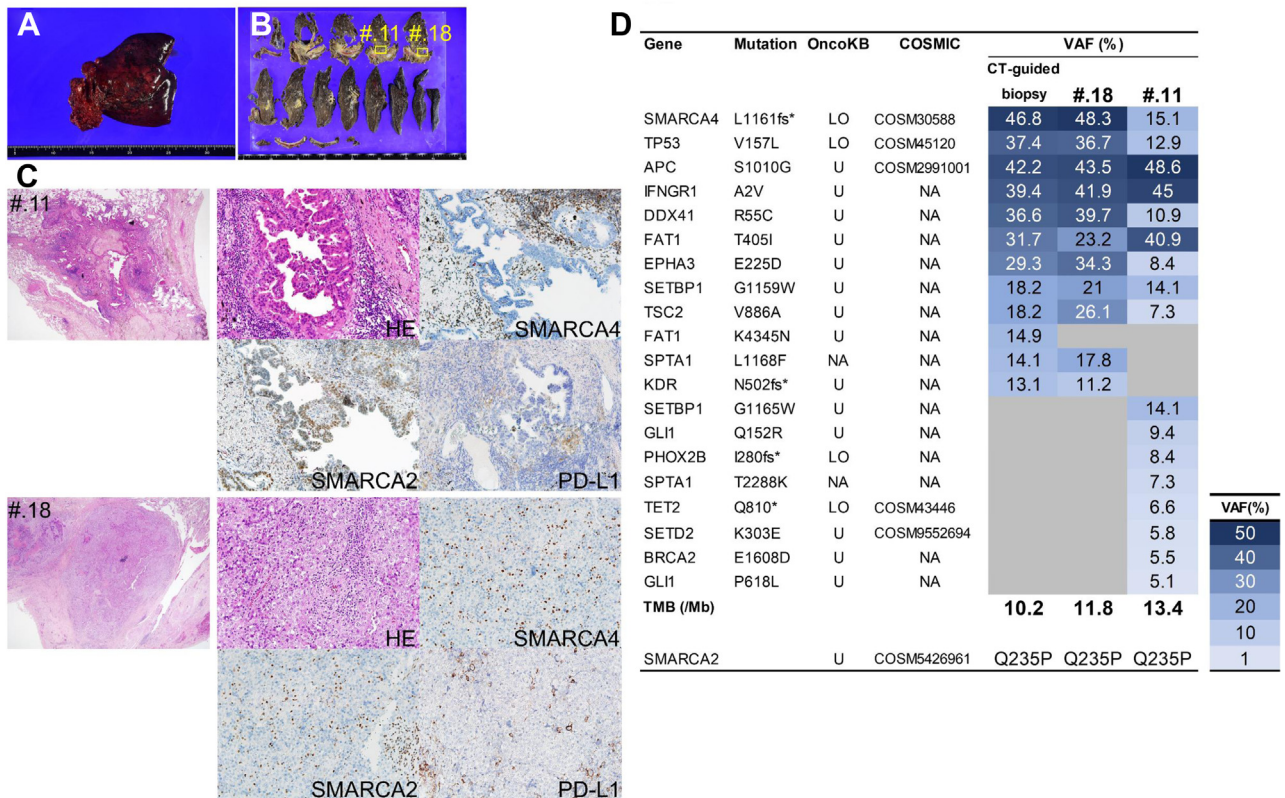 A
B
#.11
#.18
C
#.11
HE
SMARCA4
SMARCA2
PD-L1
#.18
HE
SMARCA4
SMARCA2
PD-L1
D
Gene Mutation OncoKB COSMIC VAF (%)
CT-guided biopsy #.18 #.11
SMARCA4 L1161fs* LO COSM30588 46.8 48.3 15.1
TP53 V157L LO COSM45120 37.4 36.7 12.9
APC S1010G U COSM2991001 42.2 43.5 48.6
IFNGR1 A2V U NA 39.4 41.9 45
DDX41 R55C U NA 36.6 39.7 10.9
FAT1 T405I U NA 31.7 23.2 40.9
EPHA3 E225D U NA 29.3 34.3 8.4
SETBP1 G1159W U NA 18.2 21 14.1
TSC2 V886A U NA 18.2 26.1 7.3
FAT1 K4345N U NA 14.9
SPTA1 L1168F NA NA 14.1 17.8
KDR N502fs* U NA 13.1 11.2
SETBP1 G1165W U NA 14.1
GLI1 Q152R U NA 9.4
PHOX2B I280fs* LO NA 8.4
SPTA1 T2288K NA NA 7.3
TET2 Q810* LO COSM43446 6.6
SETD2 K303E U COSM9552694 5.8
BRCA2 E1608D U NA 5.5
GLI1 P618L U NA 5.1
TMB (/Mb) 10.2 11.8 13.4
SMARCA2 U COSM5426961 Q235P Q235P Q235P
VAF(%)
50
40
30
20
10
1